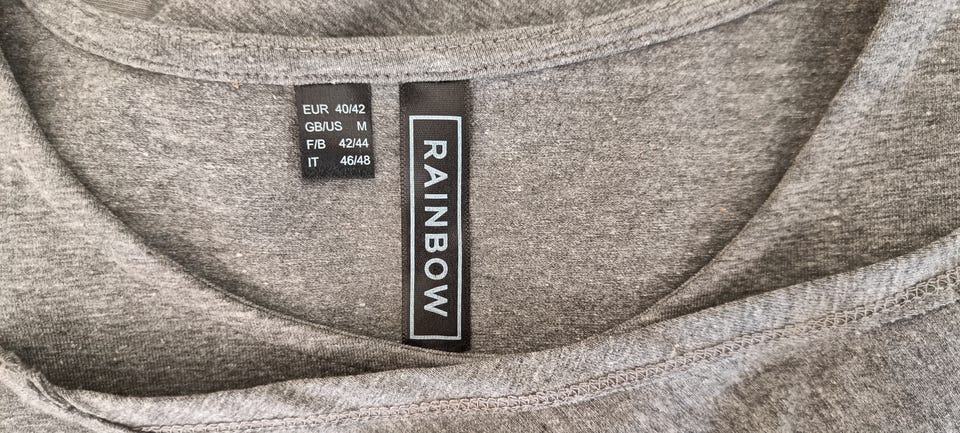 EUR 40/42
GB/US M
F/B 42/44
IT 46/48
RAINBOW